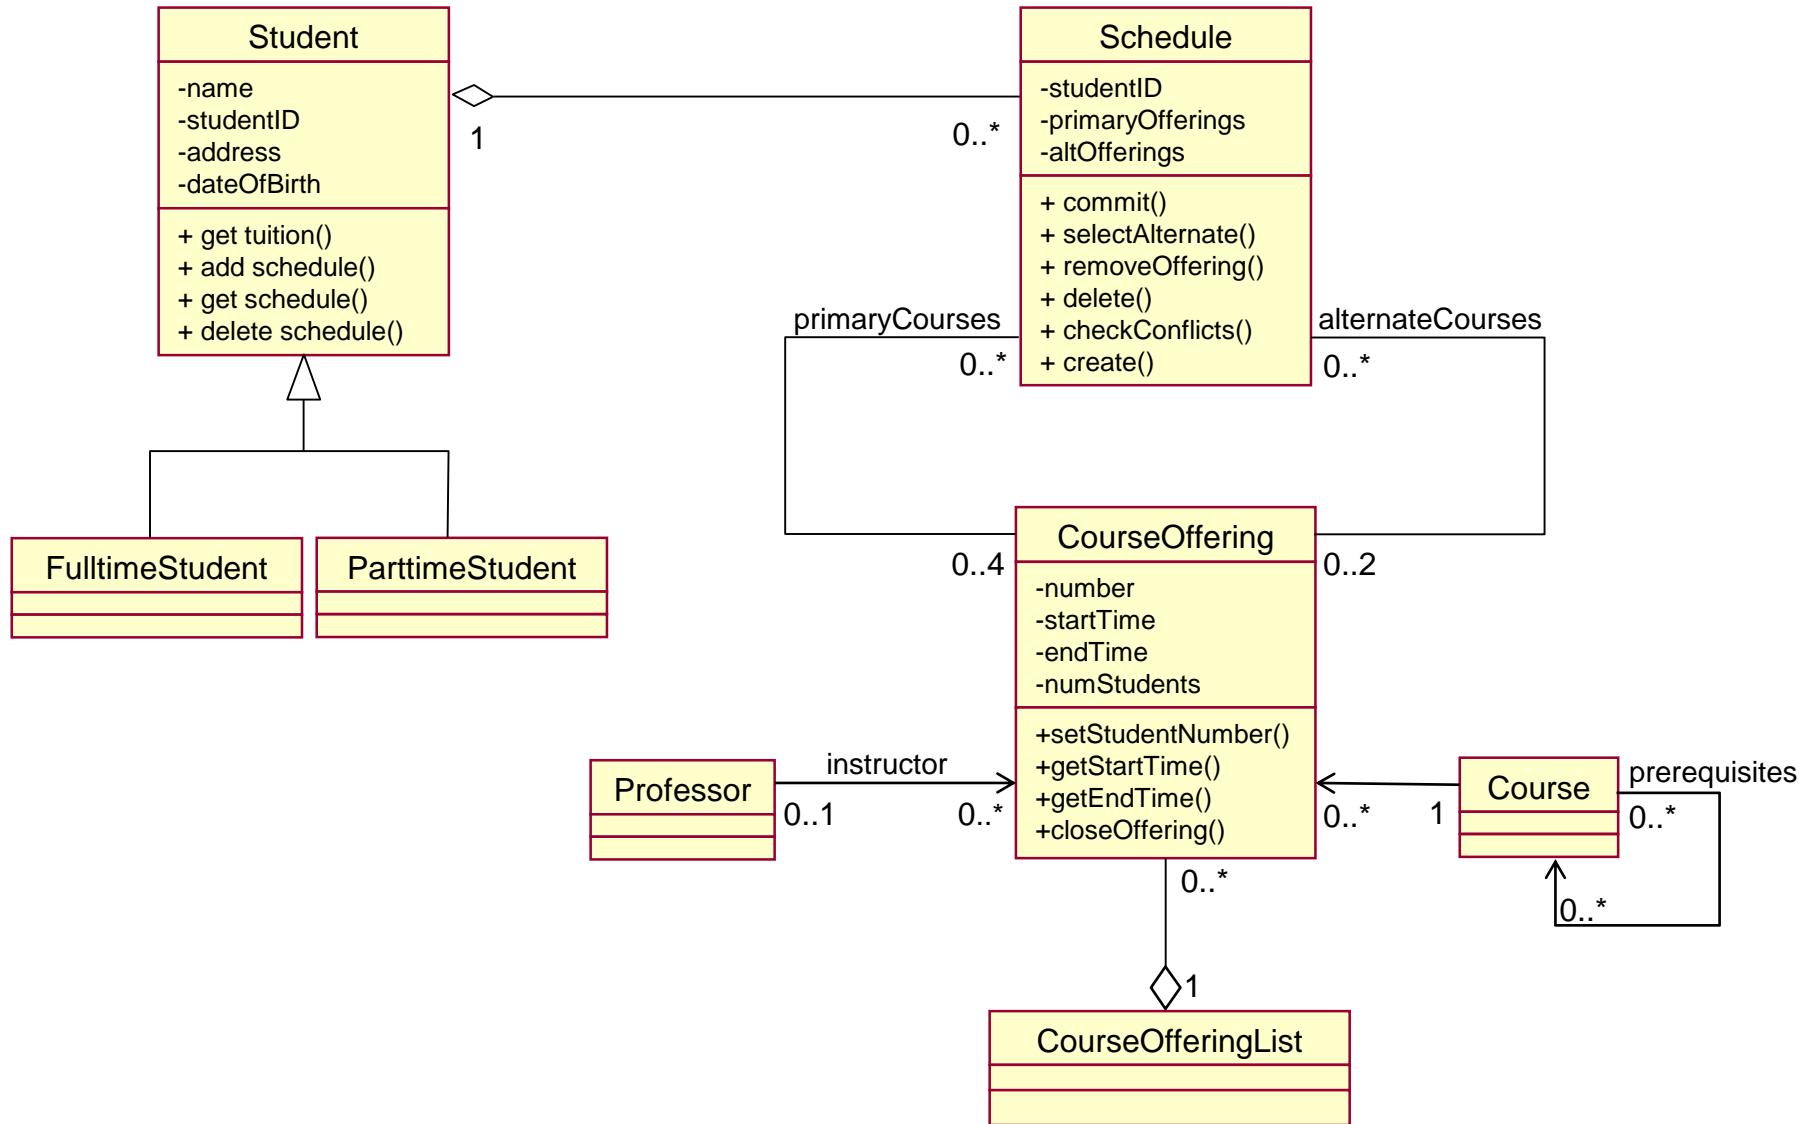 Student
-name
-studentID
-address
-dateOfBirth
+ get tuition()
+ add schedule()
+ get schedule()
+ delete schedule()
1
0..*
Schedule
-studentID
-primaryOfferings
-altOfferings
+ commit()
+ selectAlternate()
+ removeOffering()
+ delete()
+ checkConflicts()
+ create()
primaryCourses
0..*
alternateCourses
0..*
FulltimeStudent
ParttimeStudent
0..4
0..2
CourseOffering
-number
-startTime
-endTime
-numStudents
+setStudentNumber()
+getStartTime()
+getEndTime()
+closeOffering()
Professor
instructor
0..1
0..*
0..*
1
Course
prerequisites
0..*
0..*
0..*
1
CourseOfferingList